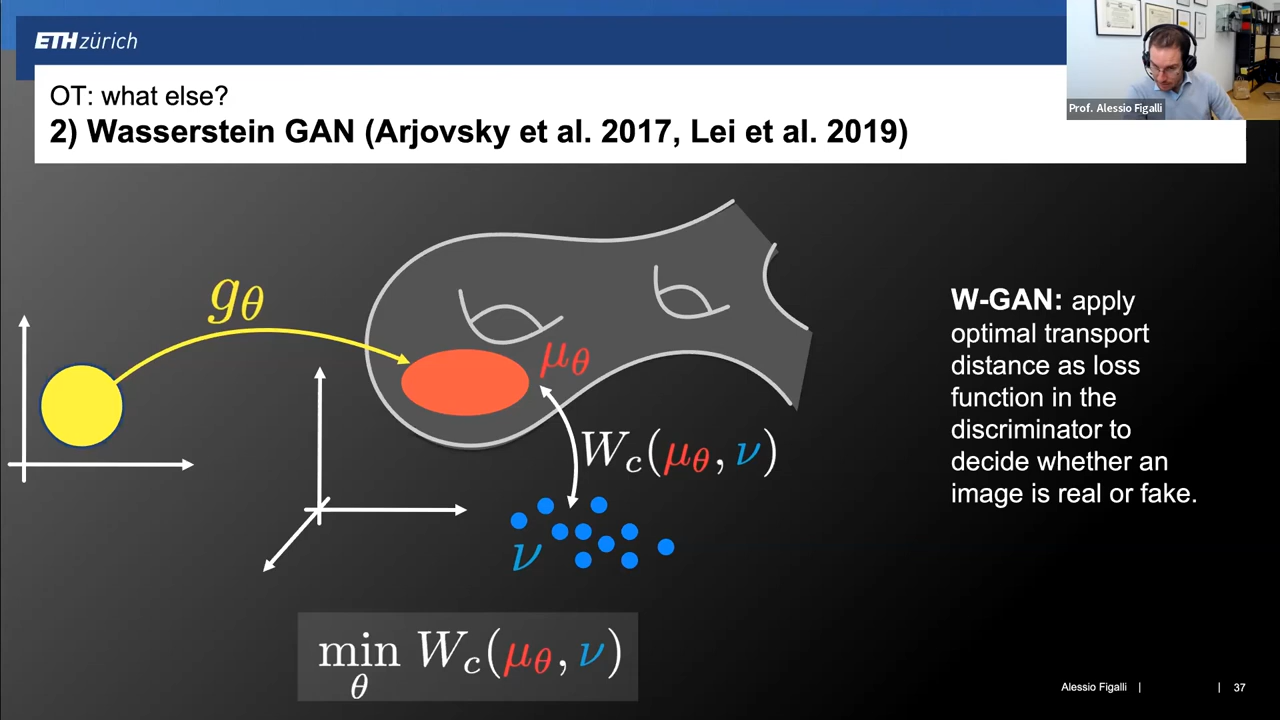 ETH zürich
Prof. Alessio Figalli
OT: what else?
2) Wasserstein GAN (Arjovsky et al. 2017, Lei et al. 2019)
g_θ
μ_θ
W_c(μ_θ, ν)
ν
W-GAN: apply
optimal transport
distance as loss
function in the
discriminator to
decide whether an
image is real or fake.
min_θ W_c(μ_θ, ν)
Alessio Figalli | | 37